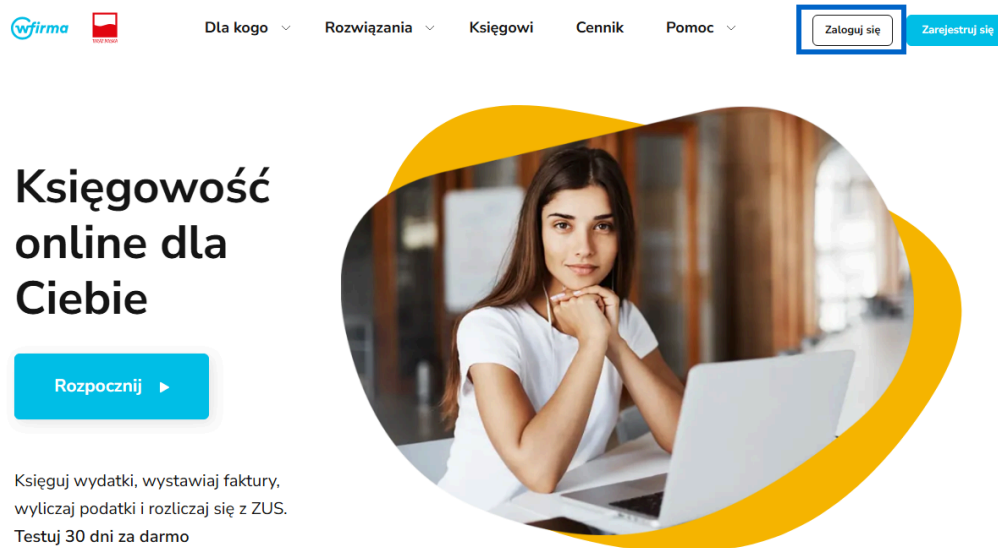 wfirma
Dla kogo
Rozwiązania
Księgowi
Cennik
Pomoc
Zaloguj się
Zarejestruj się
Księgowość
online dla
Ciebie
Rozpocznij
Księguj wydatki, wystawiaj faktury,
wyliczaj podatki i rozliczaj się z ZUS.
Testuj 30 dni za darmo